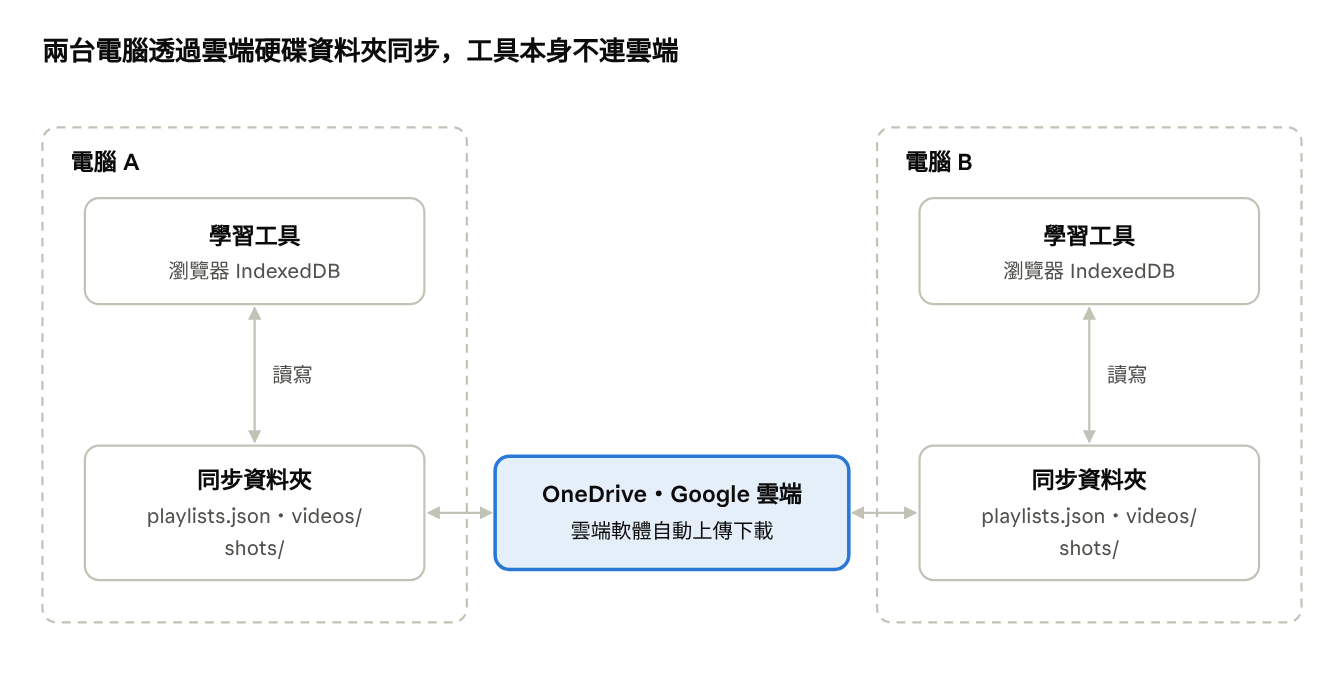 兩台電腦透過雲端硬碟資料夾同步，工具本身不連雲端
電腦 A
學習工具
瀏覽器 IndexedDB
讀寫
同步資料夾
playlists.json・videos/
shots/
OneDrive・Google 雲端
雲端軟體自動上傳下載
電腦 B
學習工具
瀏覽器 IndexedDB
讀寫
同步資料夾
playlists.json・videos/
shots/